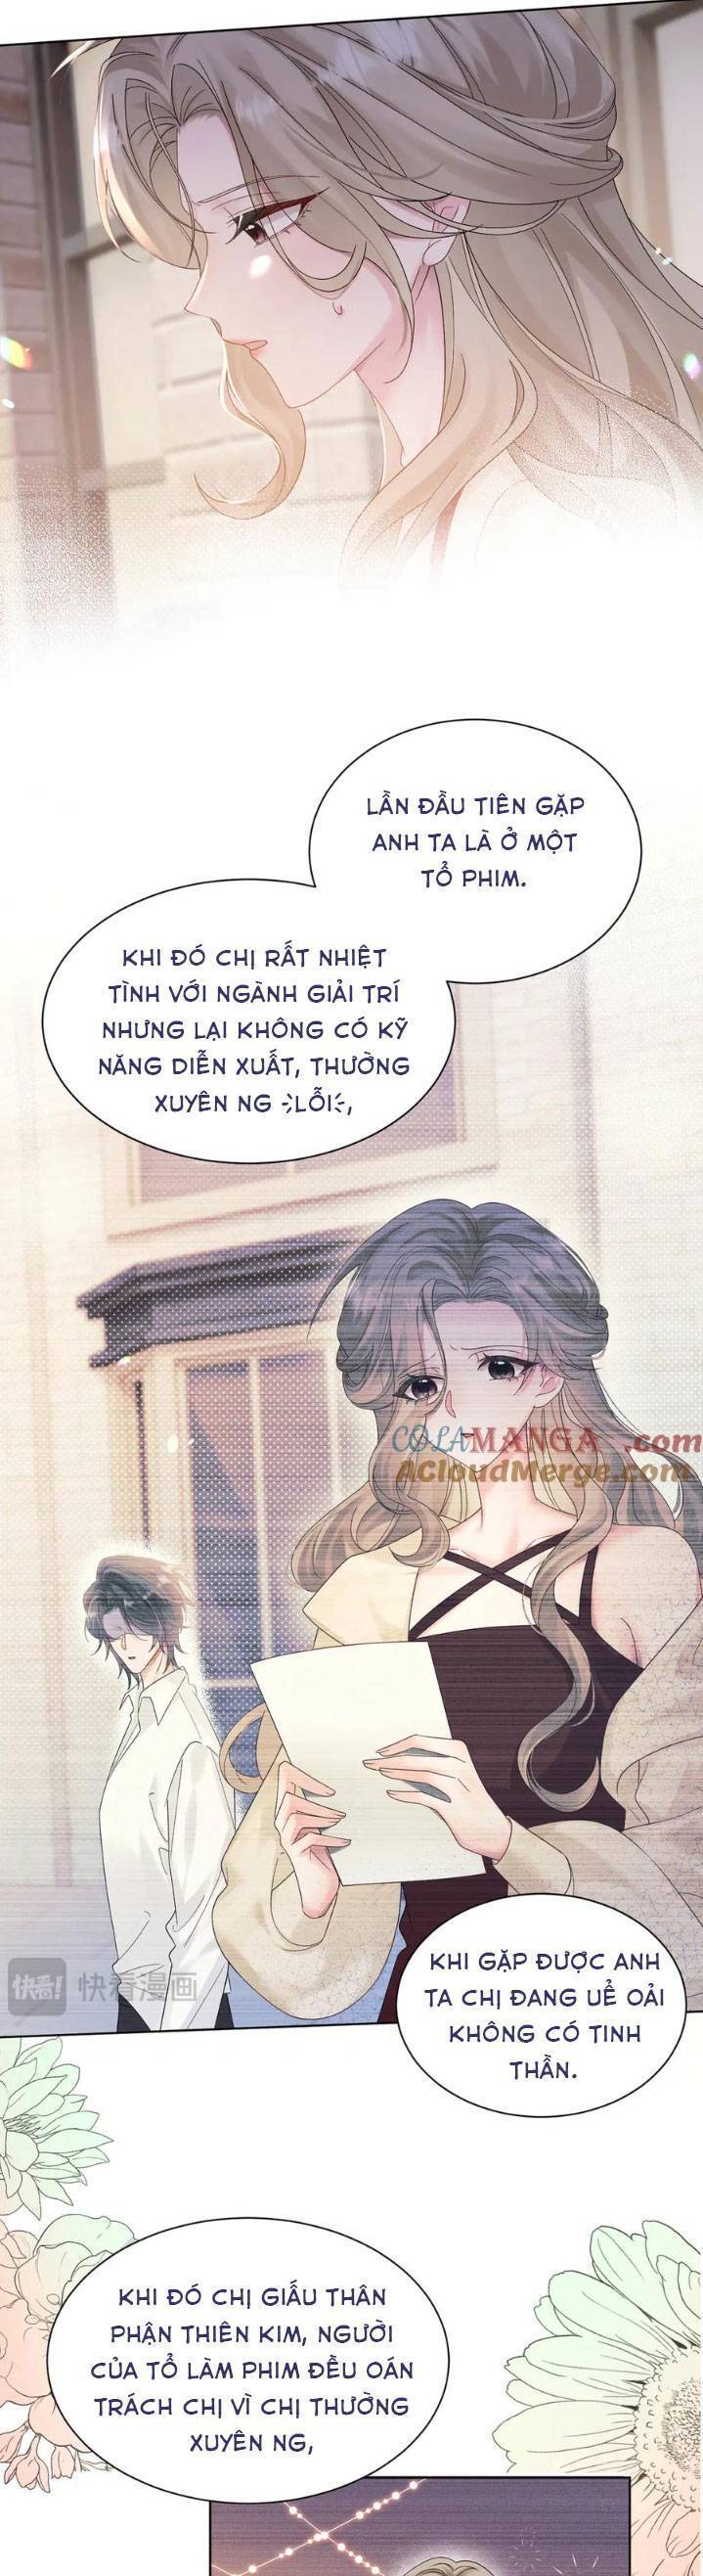 LẦN ĐẦU TIÊN GẶP
ANH TA LÀ Ở MỘT
TỔ PHIM.
KHI ĐÓ CHỊ RẤT NHIỆT
TÌNH VỚI NGÀNH GIẢI TRÍ
NHƯNG LẠI KHÔNG CÓ KỸ
NĂNG DIỄN XUẤT, THƯỜNG
XUYÊN NG LỖI,
COLAMANGA.com
ACloudMerge.com
KHI GẶP ĐƯỢC ANH
TA CHỊ ĐANG UỂ OẢI
KHÔNG CÓ TINH
THẦN.
快看! 快看漫画
KHI ĐÓ CHỊ GIẤU THÂN
PHẬN THIÊN KIM, NGƯỜI
CỦA TỔ LÀM PHIM ĐỀU OÁN
TRÁCH CHỊ VÌ CHỊ THƯỜNG
XUYÊN NG,